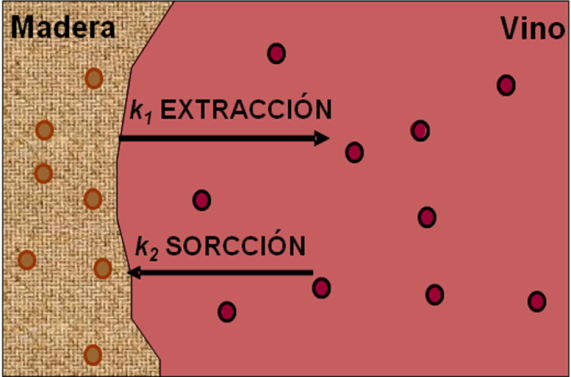 Madera
Vino
k₁ EXTRACCIÓN
k₂ SORCCIÓN